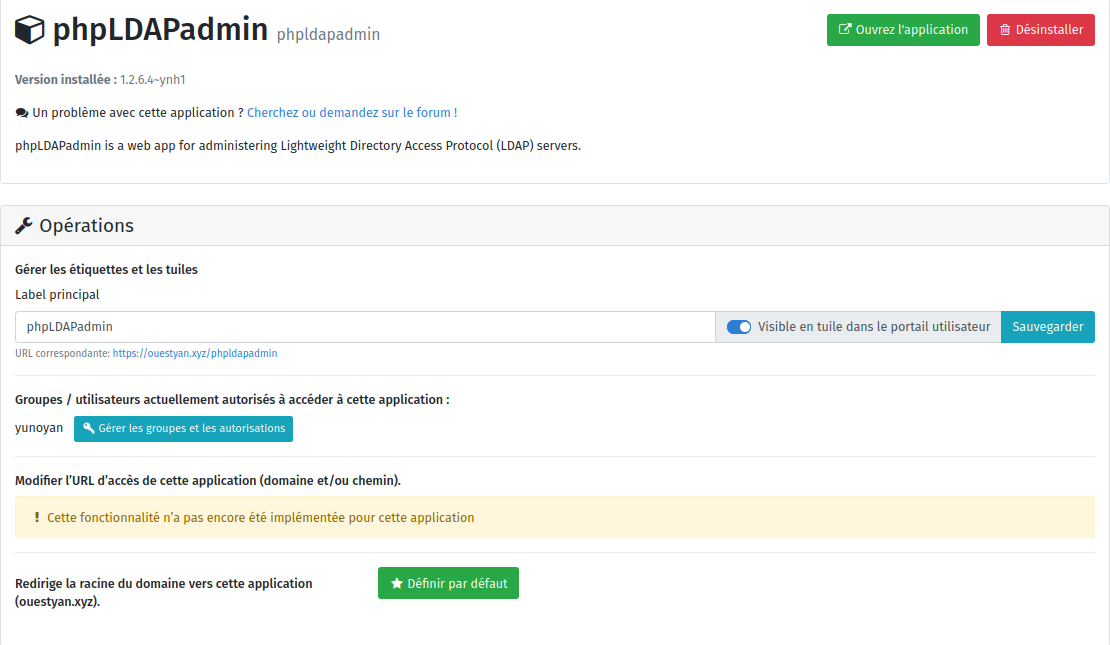 phpLDAPadmin phpldapadmin
Ouvrez l'application
Désinstaller
Version installée : 1.2.6.4~ynh1
Un problème avec cette application ? Cherchez ou demandez sur le forum !
phpLDAPadmin is a web app for administering Lightweight Directory Access Protocol (LDAP) servers.
Opérations
Gérer les étiquettes et les tuiles
Label principal
phpLDAPadmin
Visible en tuile dans le portail utilisateur
Sauvegarder
URL correspondante: https://ouestyan.xyz/phpldapadmin
Groupes / utilisateurs actuellement autorisés à accéder à cette application :
yunoyan
Gérer les groupes et les autorisations
Modifier l’URL d’accès de cette application (domaine et/ou chemin).
! Cette fonctionnalité n’a pas encore été implémentée pour cette application
Redirige la racine du domaine vers cette application
(ouestyan.xyz).
Définir par défaut